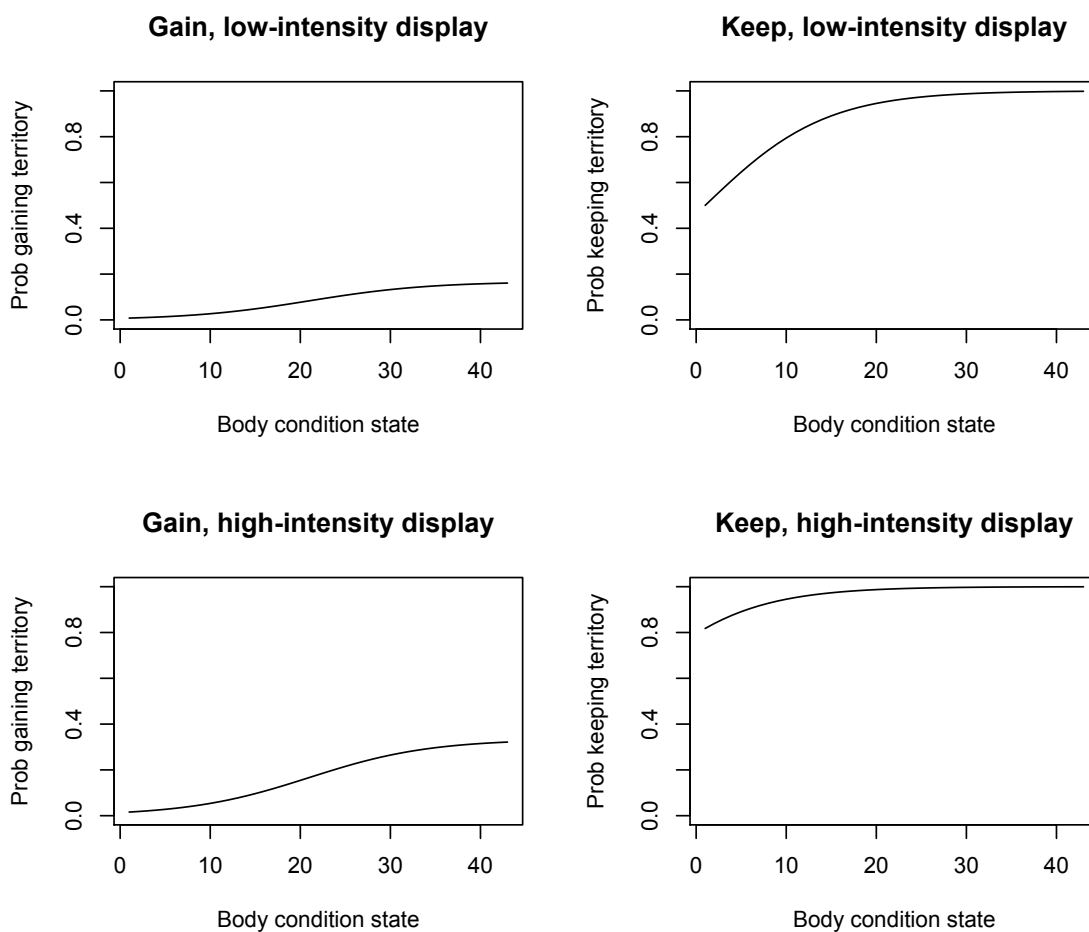 Gain, low-intensity display
Prob gaining territory
0.0 0.4 0.8
0 10 20 30 40
Body condition state
Keep, low-intensity display
Prob keeping territory
0.0 0.4 0.8
0 10 20 30 40
Body condition state
Gain, high-intensity display
Prob gaining territory
0.0 0.4 0.8
0 10 20 30 40
Body condition state
Keep, high-intensity display
Prob keeping territory
0.0 0.4 0.8
0 10 20 30 40
Body condition state